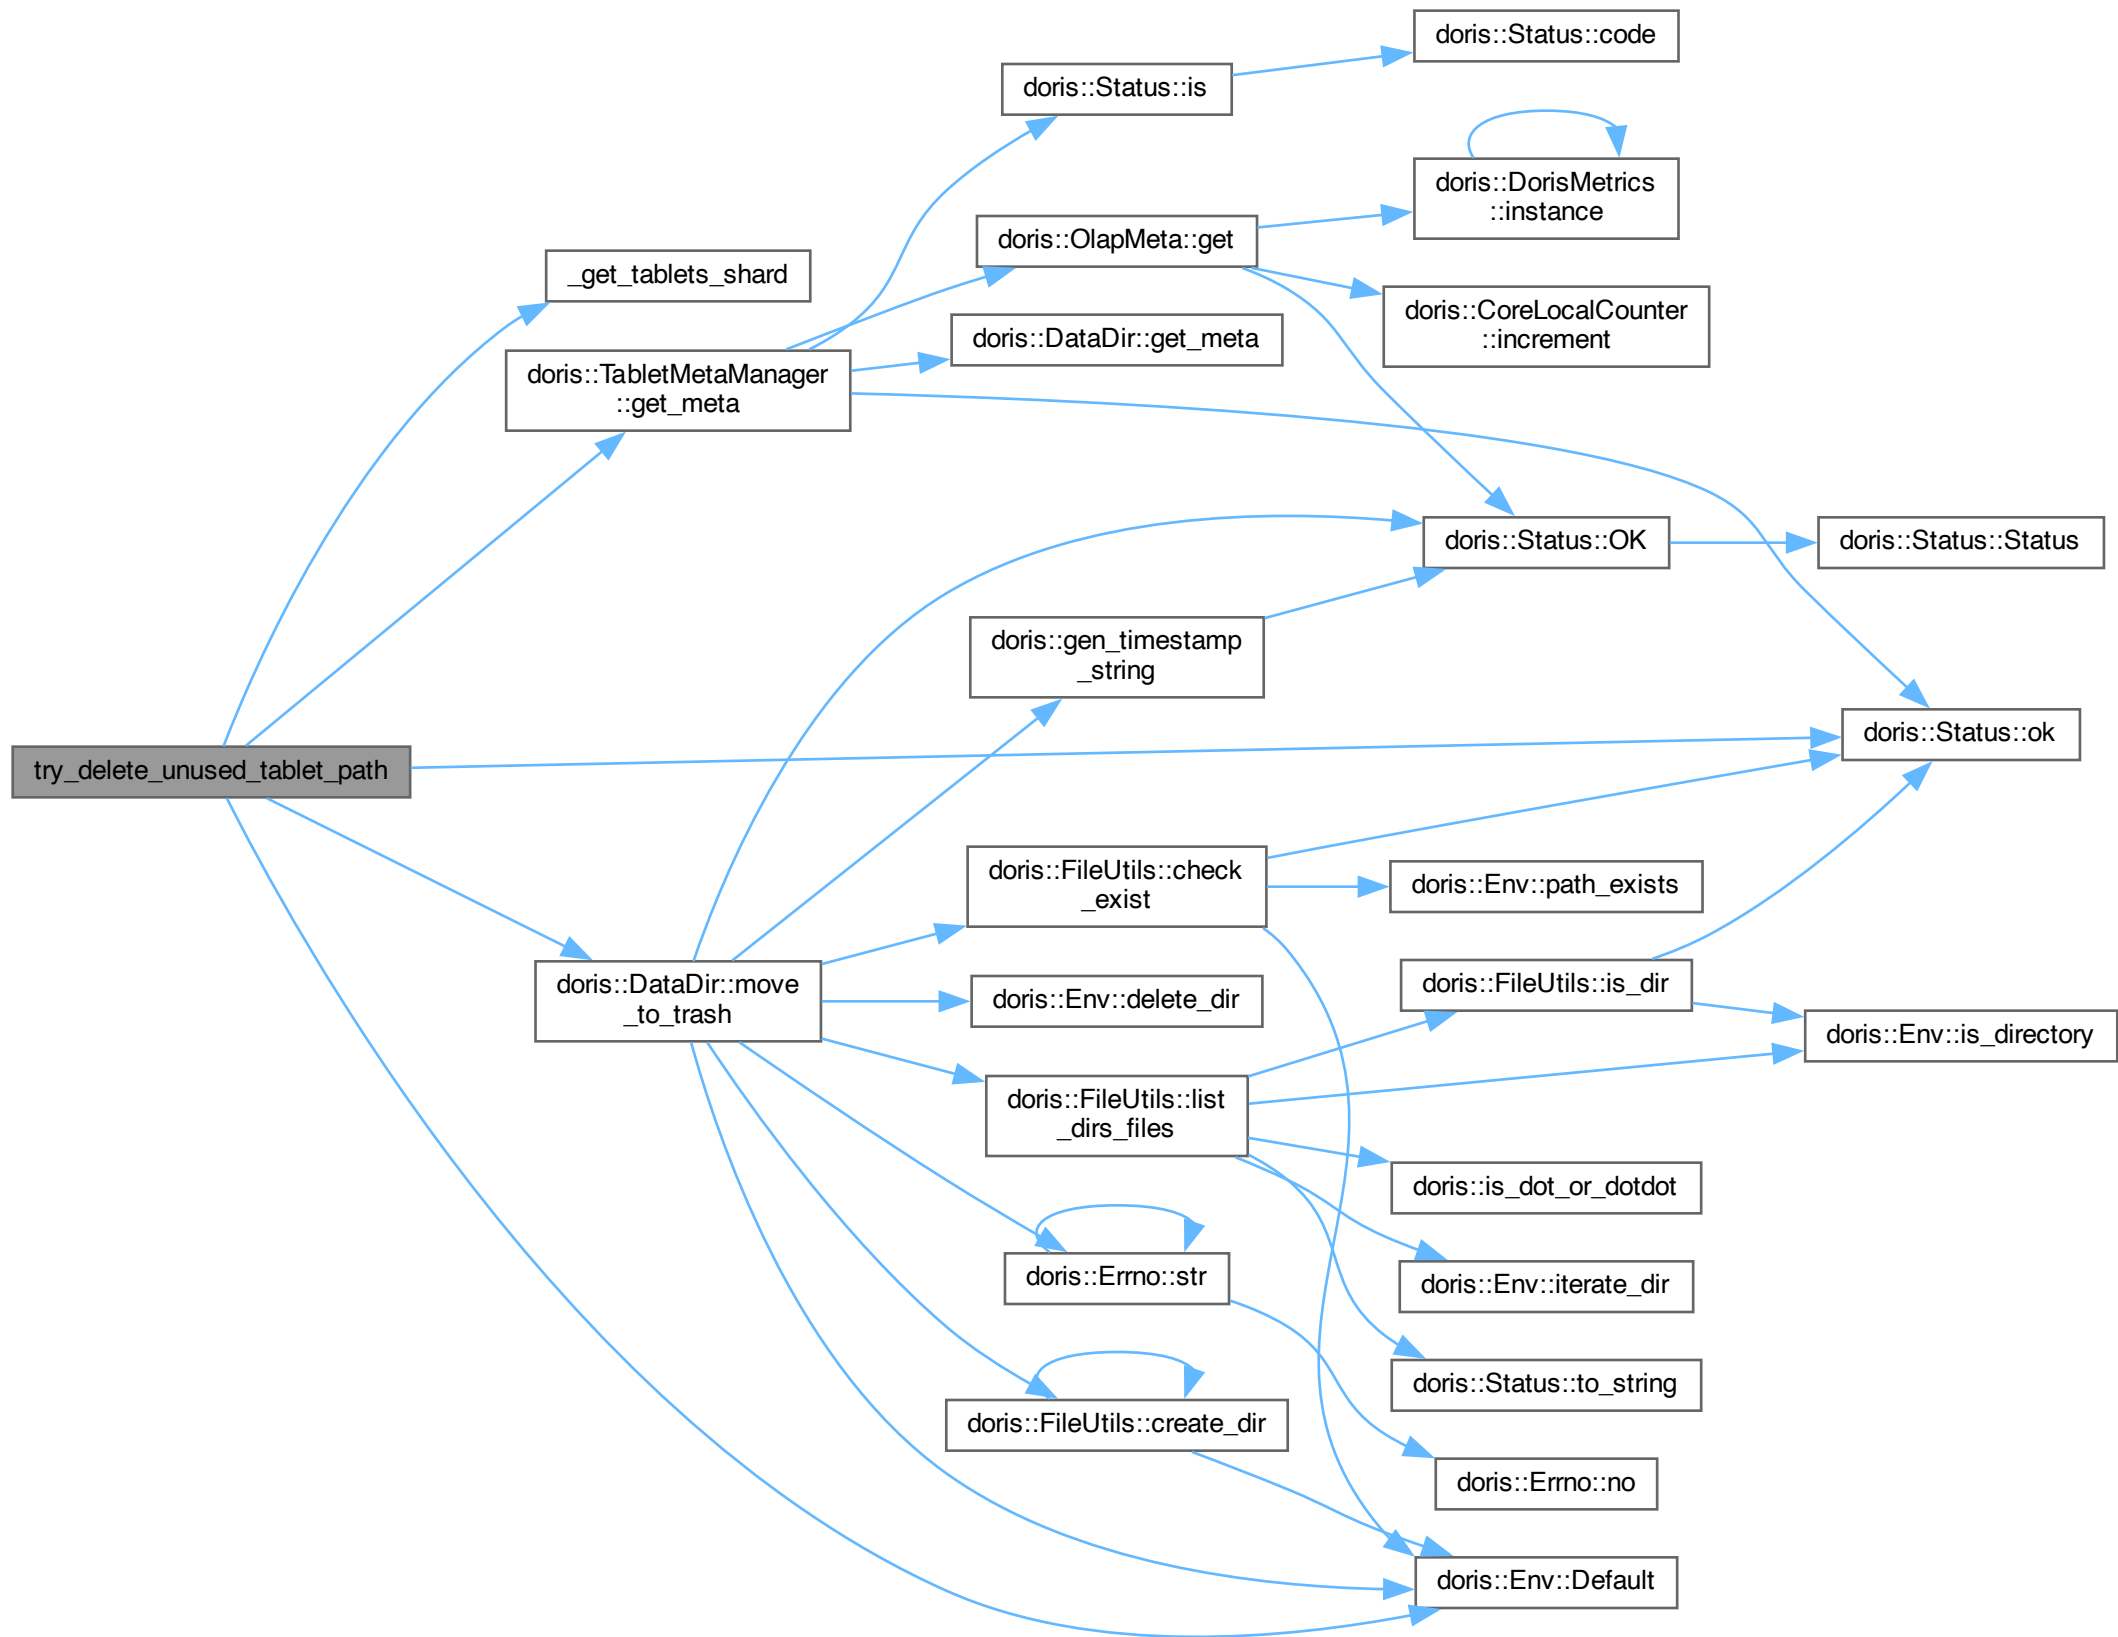 doris::Status::code
doris::Status::is
doris::DorisMetrics
::instance
doris::OlapMeta::get
_get_tablets_shard
doris::CoreLocalCounter
::increment
doris::DataDir::get_meta
doris::TabletMetaManager
::get_meta
doris::Status::OK
doris::Status::Status
doris::gen_timestamp
_string
doris::Status::ok
try_delete_unused_tablet_path
doris::FileUtils::check
_exist
doris::Env::path_exists
doris::DataDir::move
_to_trash
doris::Env::delete_dir
doris::FileUtils::is_dir
doris::Env::is_directory
doris::FileUtils::list
_dirs_files
doris::is_dot_or_dotdot
doris::Errno::str
doris::Env::iterate_dir
doris::Status::to_string
doris::FileUtils::create_dir
doris::Errno::no
doris::Env::Default